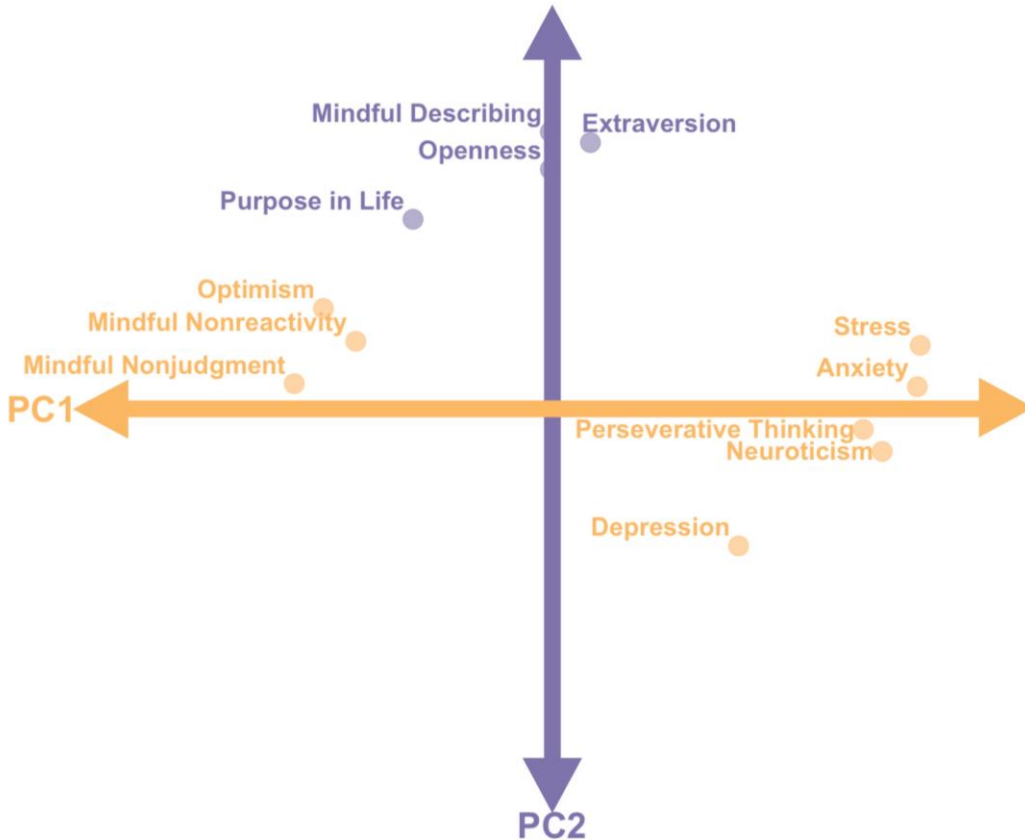 Mindful Describing
Extraversion
Openness
Purpose in Life
Optimism
Mindful Nonreactivity
Stress
Mindful Nonjudgment
Anxiety
PC1
Perseverative Thinking
Neuroticism
Depression
PC2